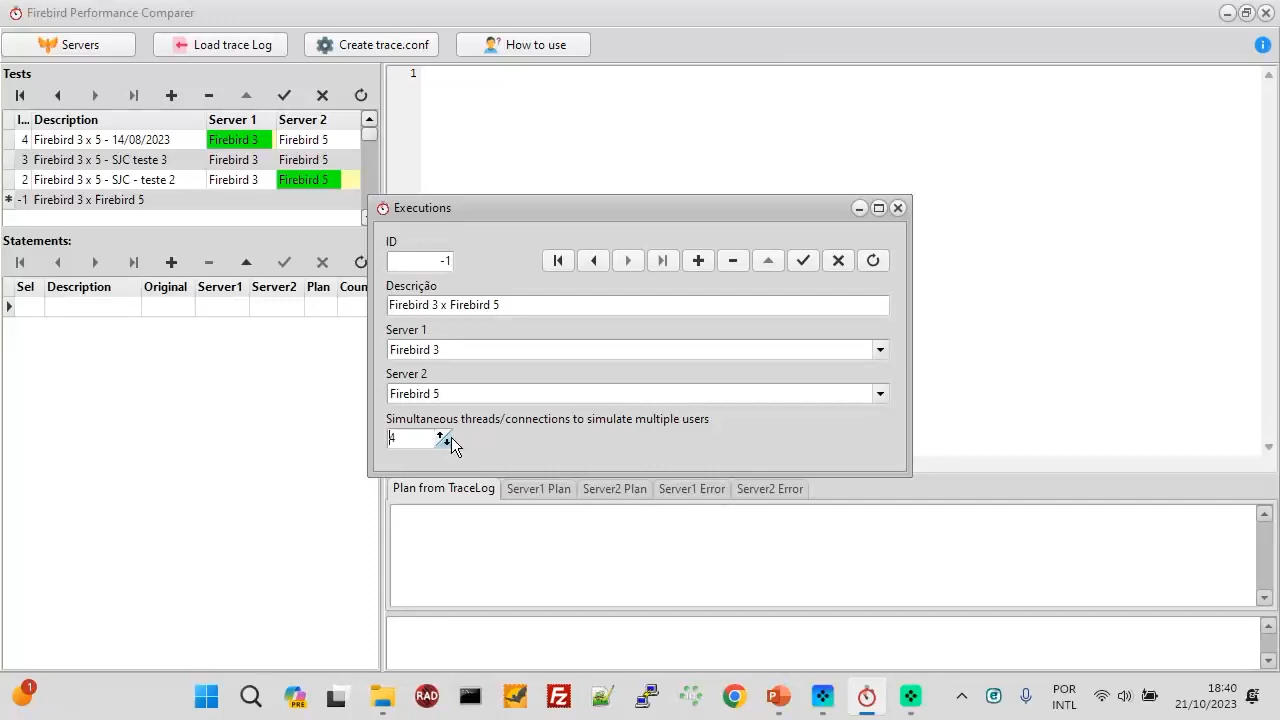 Firebird Performance Comparer
Servers Load trace Log Create trace.conf How to use
Tests
I... Description Server 1 Server 2
4 Firebird 3 x 5 - 14/08/2023 Firebird 3 Firebird 5
3 Firebird 3 x 5 - SJC teste 3 Firebird 3 Firebird 5
2 Firebird 3 x 5 - SJC - teste 2 Firebird 3 Firebird 5
* -1 Firebird 3 x Firebird 5
Statements:
Sel Description Original Server1 Server2 Plan Coun
1
Executions
ID
-1
Descrição
Firebird 3 x Firebird 5
Server 1
Firebird 3
Server 2
Firebird 5
Simultaneous threads/connections to simulate multiple users
4
Plan from TraceLog Server1 Plan Server2 Plan Server1 Error Server2 Error
1 PRE RAD POR INTL 18:40 21/10/2023